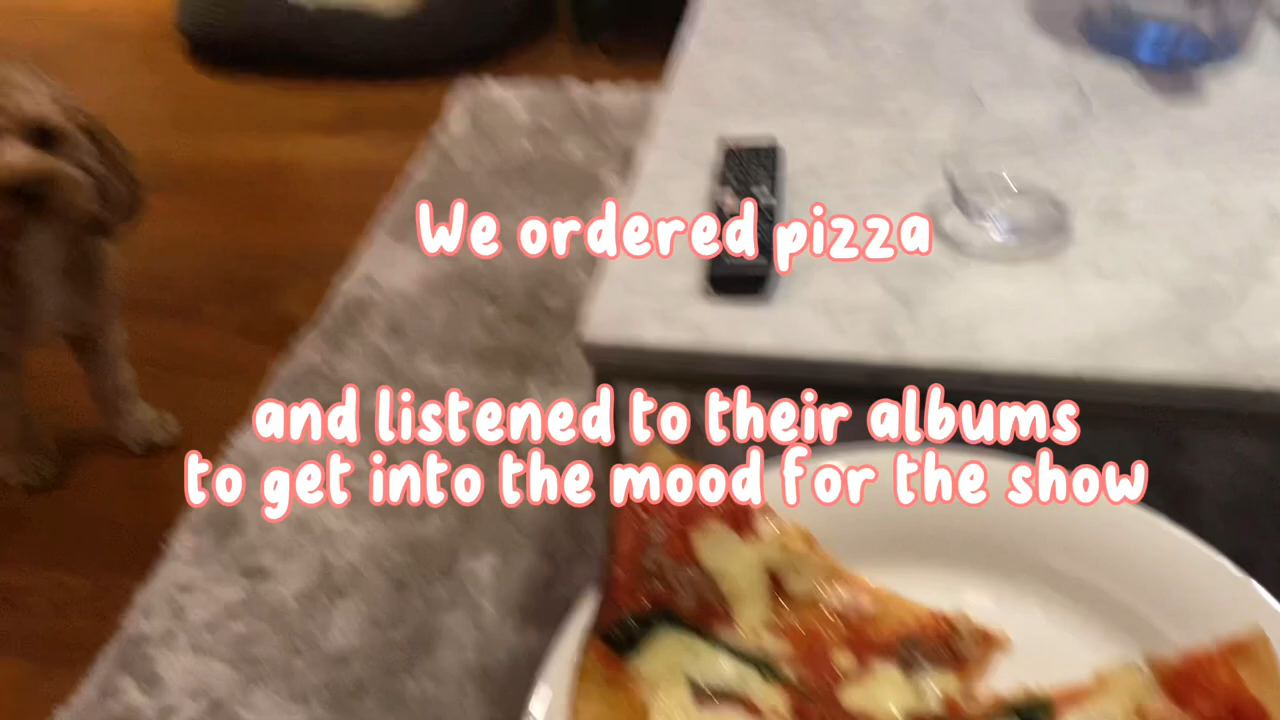 We ordered pizza
and listened to their albums
to get into the mood for the show